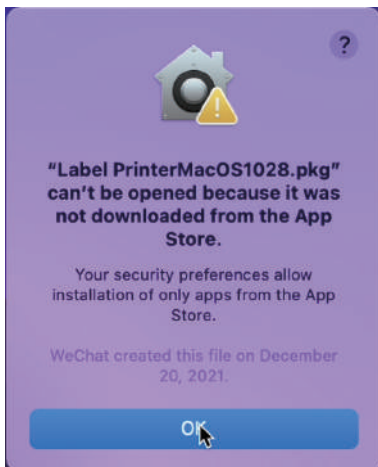 ?
“Label PrinterMacOS1028.pkg”
can’t be opened because it was
not downloaded from the App
Store.
Your security preferences allow
installation of only apps from the App
Store.
WeChat created this file on December
20, 2021.
OK